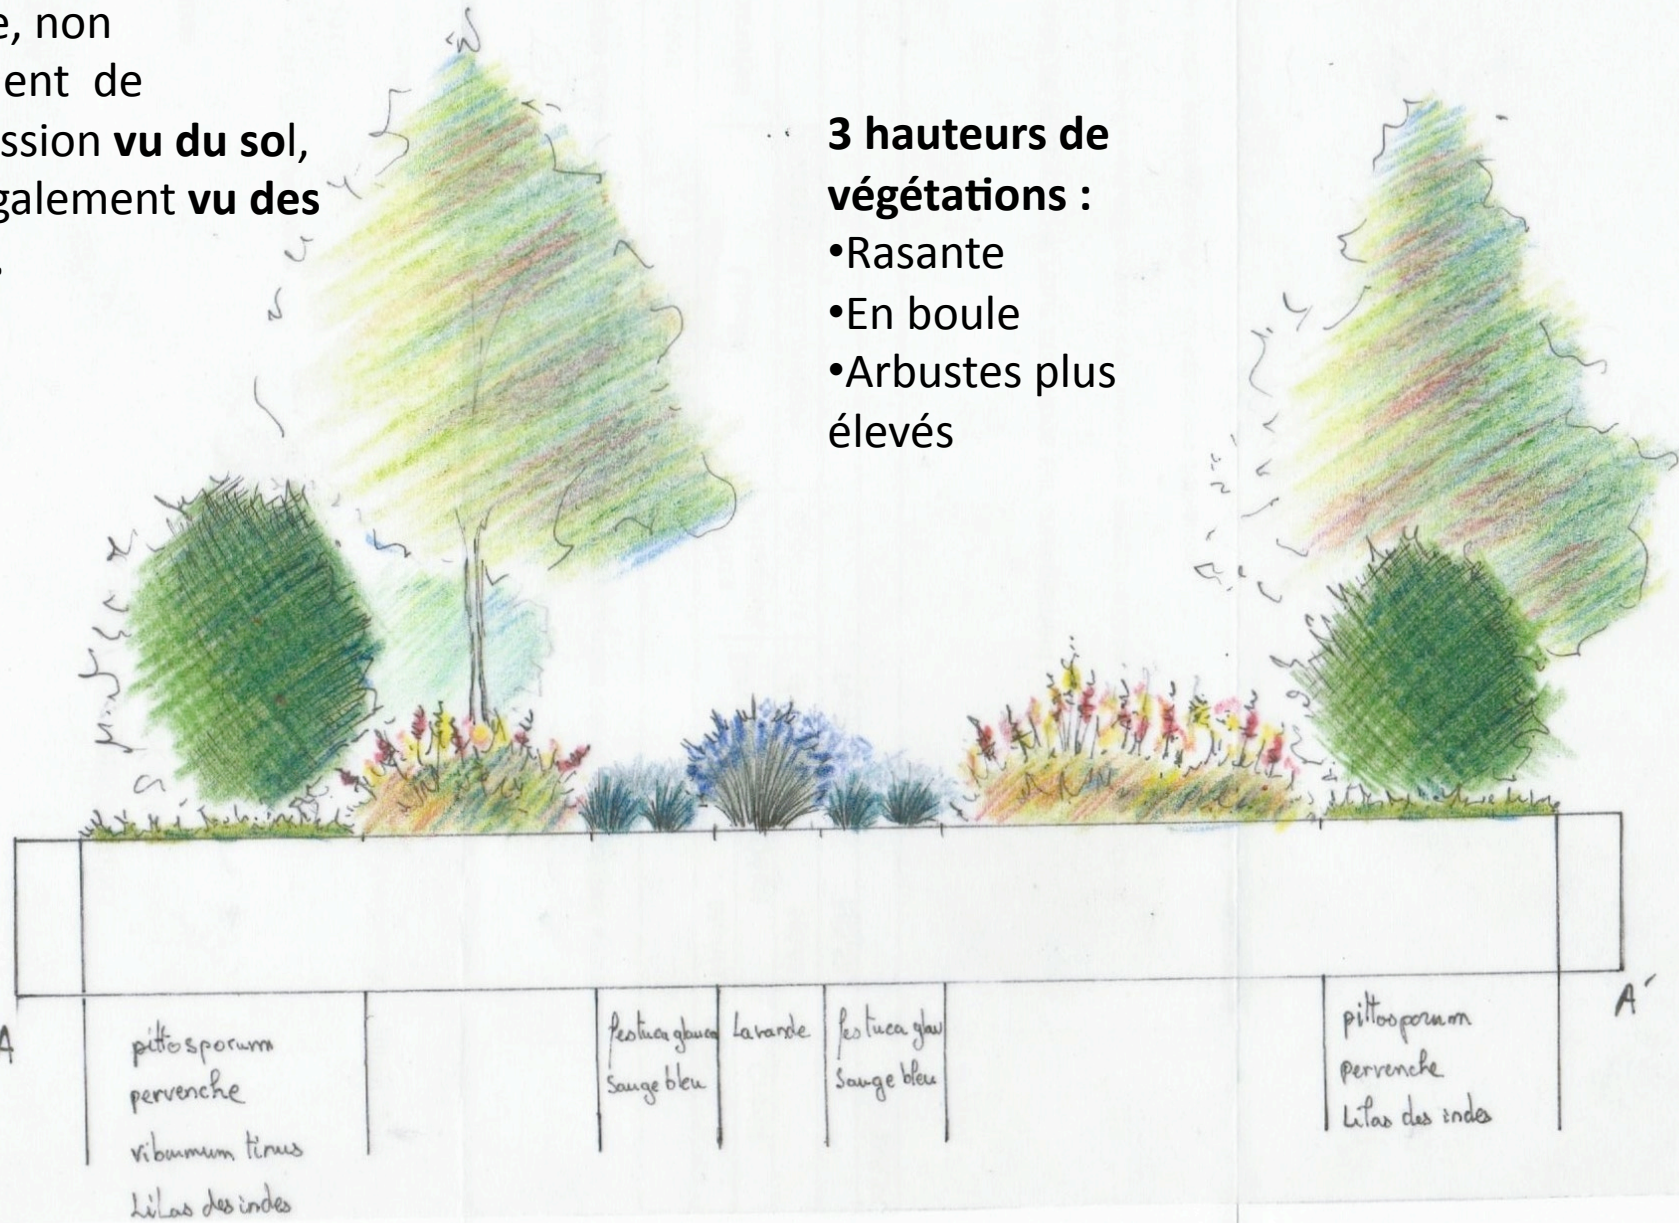 e, non
ent de
ssion vu du sol,
galement vu des
.
3 hauteurs de
végétations :
•Rasante
•En boule
•Arbustes plus
élevés
A
A'
pittosporum
pervenche
viburnum tinus
Lilas des indes
festuca glauca
Sauge bleu
Lavande
festuca glau
Sauge bleu
pittosporum
pervenche
Lilas des indes